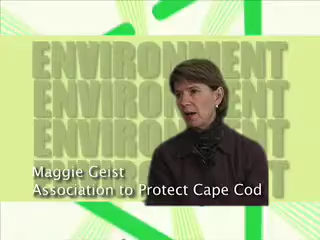 ENVIRONMENT
ENVIRONMENT
ENVIRONMENT
ENVIRONMENT
Maggie Geist
Association to Protect Cape Cod